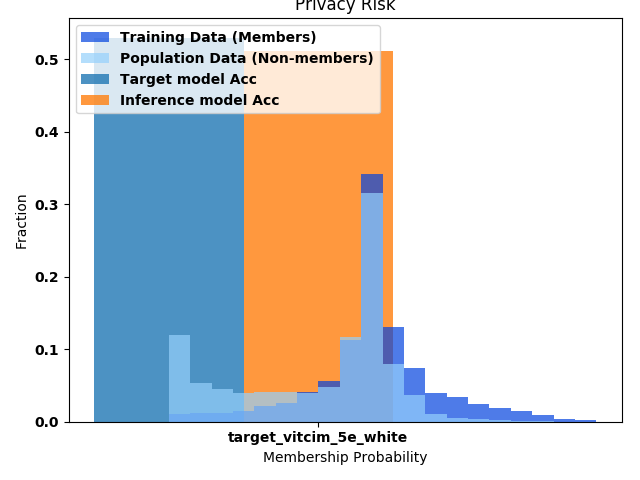 Privacy Risk
Training Data (Members)
Population Data (Non-members)
Target model Acc
Inference model Acc
0.5
0.4
0.3
0.2
0.1
0.0
Fraction
target_vitcim_5e_white
Membership Probability